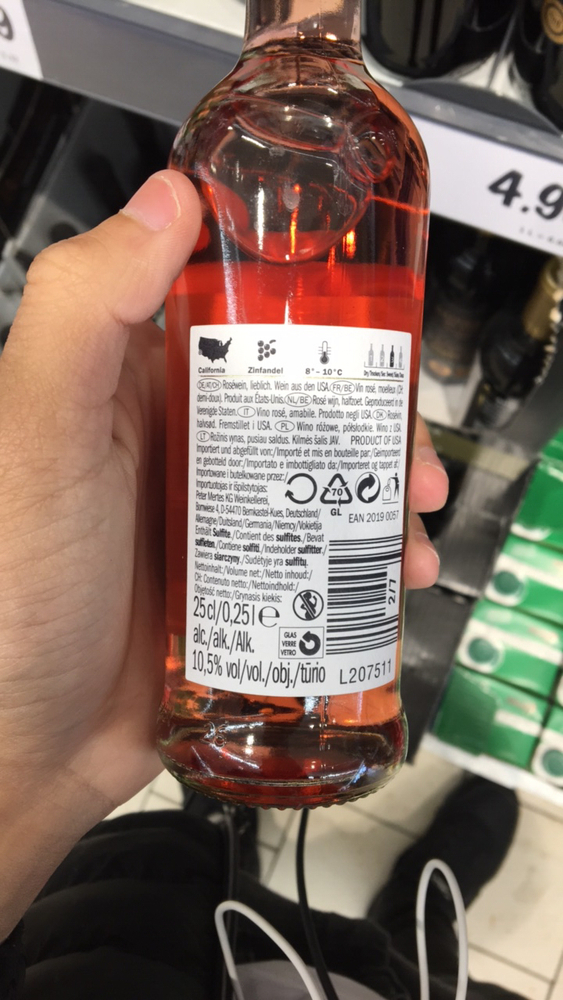 9
4.9
California
Zinfandel
8°- 10°C
DE/AT/CH Roséwein, lieblich. Wein aus den USA. FR/BE Vin rosé, moelleux (CH:
demi-doux). Produit aux États-Unis. NL/BE Rosé wijn, halfzoet. Geproduceerd in de
Verenigde Staten. IT Vino rosé, amabile. Prodotto negli USA. DK Rosévin,
halvsød. Fremstillet i USA. PL Wino różowe, półsłodkie. Wino z USA.
LT Rožinis vynas, pusiau saldus. Kilmės šalis JAV. PRODUCT OF USA
Importiert und abgefüllt von:/Importé et mis en bouteille par:/Geïmporteerd
en gebotteld door:/Importato e imbottigliato da:/Importeret og tappet af:/
Importowane i butelkowane przez:/
Importuotojas ir išpilstytojas:
Peter Mertes KG Weinkellerei,
Bornwiese 4, D-54470 Bernkastel-Kues, Deutschland/
Allemagne/Duitsland/Germania/Niemcy/Vokietija
Enthält Sulfite./Contient des sulfites./Bevat
sulfieten./Contiene solfiti./Indeholder sulfitter./
Zawiera siarczyny./Sudėtyje yra sulfitų.
Nettoinhalt:/Volume net:/Netto inhoud:/
CH: Contenuto netto:/Nettoindhold:/
Objętość netto:/Grynasis kiekis:
25 cl/0,25l e
alc./alk./Alk.
10,5% vol/vol./obj./tūrio
70
GL
EAN 2019 0057
2/7
GLAS
VERRE
VETRO
L207511